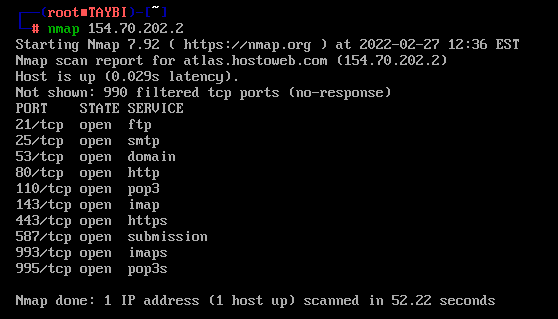 ┌──(root■TAYBI)-[~]
└─# nmap 154.70.202.2
Starting Nmap 7.92 ( https://nmap.org ) at 2022-02-27 12:36 EST
Nmap scan report for atlas.hostoweb.com (154.70.202.2)
Host is up (0.029s latency).
Not shown: 990 filtered tcp ports (no-response)
PORT    STATE SERVICE
21/tcp  open  ftp
25/tcp  open  smtp
53/tcp  open  domain
80/tcp  open  http
110/tcp open  pop3
143/tcp open  imap
443/tcp open  https
587/tcp open  submission
993/tcp open  imaps
995/tcp open  pop3s
Nmap done: 1 IP address (1 host up) scanned in 52.22 seconds